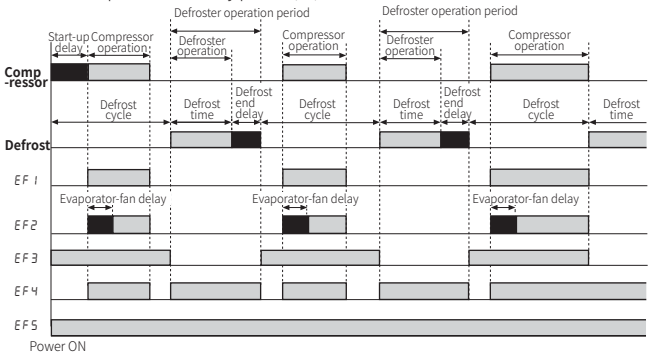 Defroster operation period
Defroster operation period
Start-up
delay
Compressor
operation
Defroster
operation
Compressor
operation
Defroster
operation
Compressor
operation
Comp
-ressor
Defrost
cycle
Defrost
time
Defrost
end
delay
Defrost
cycle
Defrost
time
Defrost
end
delay
Defrost
cycle
Defrost
time
Defrost
EF1
Evaporator-fan delay
Evaporator-fan delay
Evaporator-fan delay
EF2
EF3
EF4
EF5
Power ON